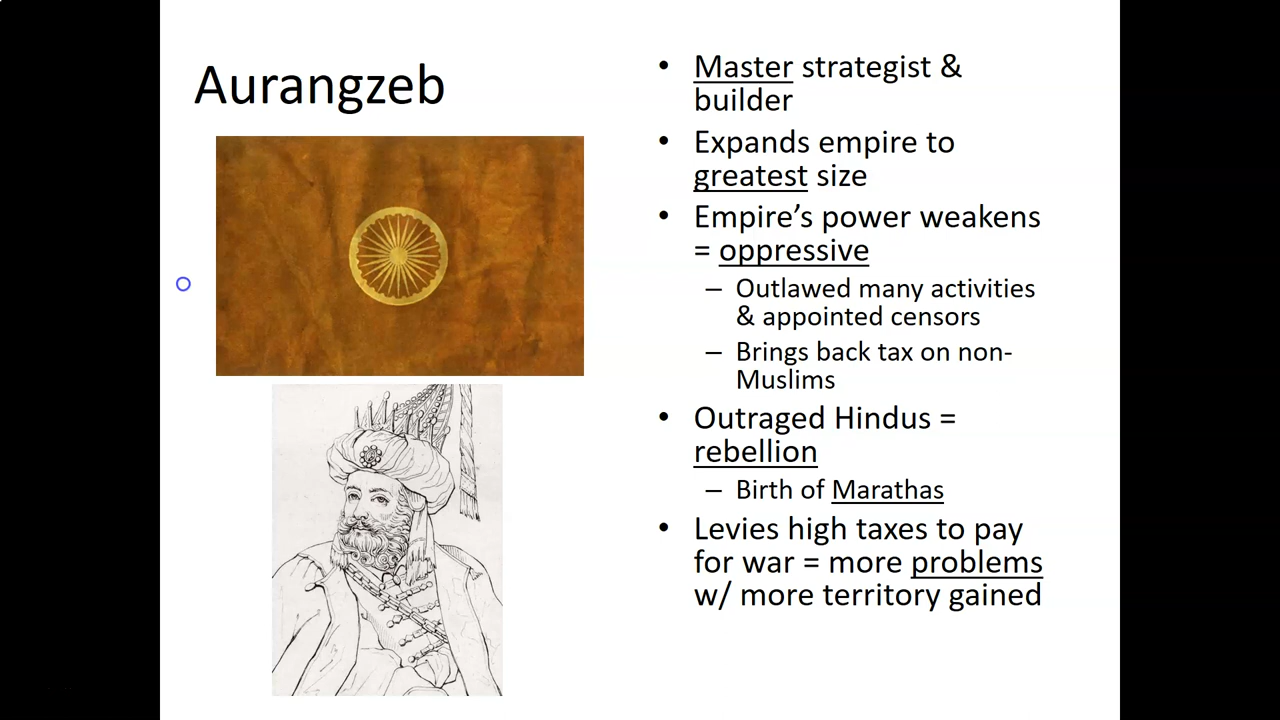 Aurangzeb
• Master strategist &
builder
• Expands empire to
greatest size
• Empire’s power weakens
= oppressive
– Outlawed many activities
& appointed censors
– Brings back tax on non-
Muslims
• Outraged Hindus =
rebellion
– Birth of Marathas
• Levies high taxes to pay
for war = more problems
w/ more territory gained